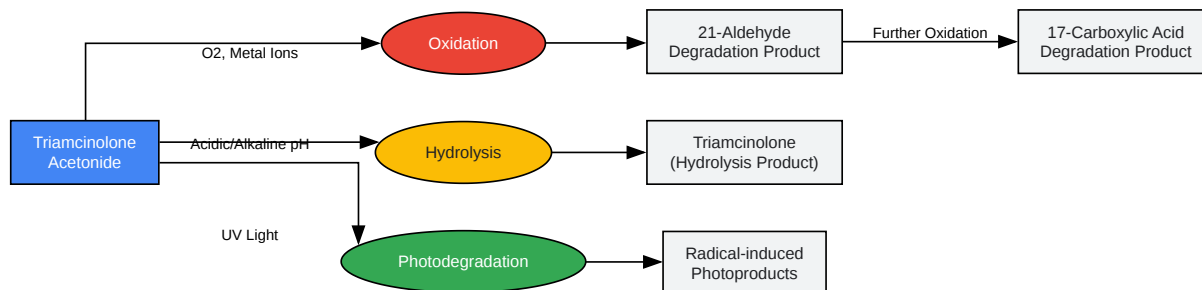 O2, Metal Ions
Oxidation
21-Aldehyde
Degradation Product
Further Oxidation
17-Carboxylic Acid
Degradation Product
Triamcinolone
Acetonide
Acidic/Alkaline pH
Hydrolysis
Triamcinolone
(Hydrolysis Product)
UV Light
Photodegradation
Radical-induced
Photoproducts